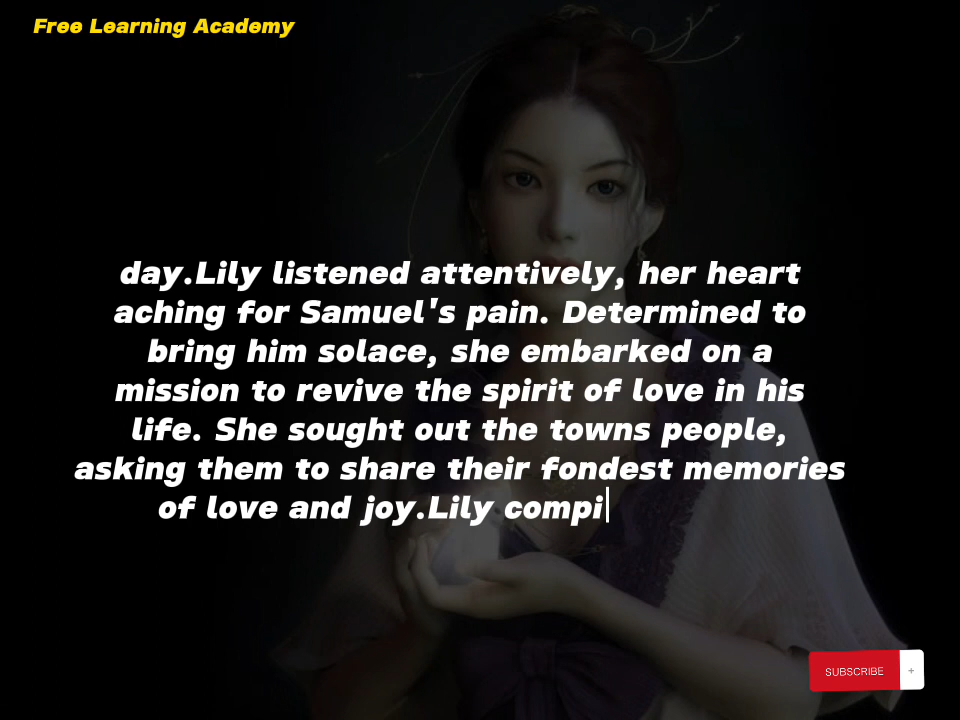 Free Learning Academy
day.Lily listened attentively, her heart
aching for Samuel's pain. Determined to
bring him solace, she embarked on a
mission to revive the spirit of love in his
life. She sought out the towns people,
asking them to share their fondest memories
of love and joy.Lily compi
SUBSCRIBE +